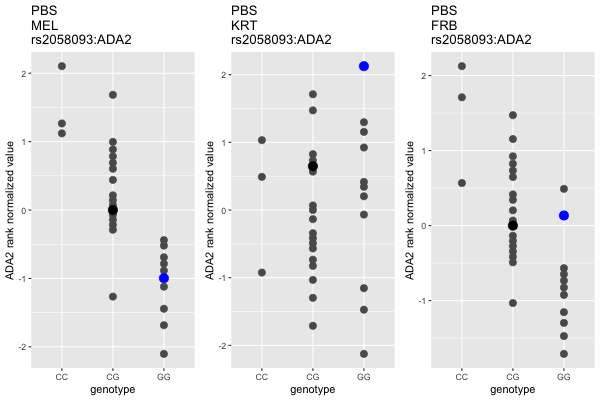 PBS
MEL
rs2058093:ADA2
ADA2 rank normalized value
2
1
0
-1
-2
CC CG GG
genotype
PBS
KRT
rs2058093:ADA2
ADA2 rank normalized value
2
1
0
-1
-2
CC CG GG
genotype
PBS
FRB
rs2058093:ADA2
ADA2 rank normalized value
2
1
0
-1
CC CG GG
genotype